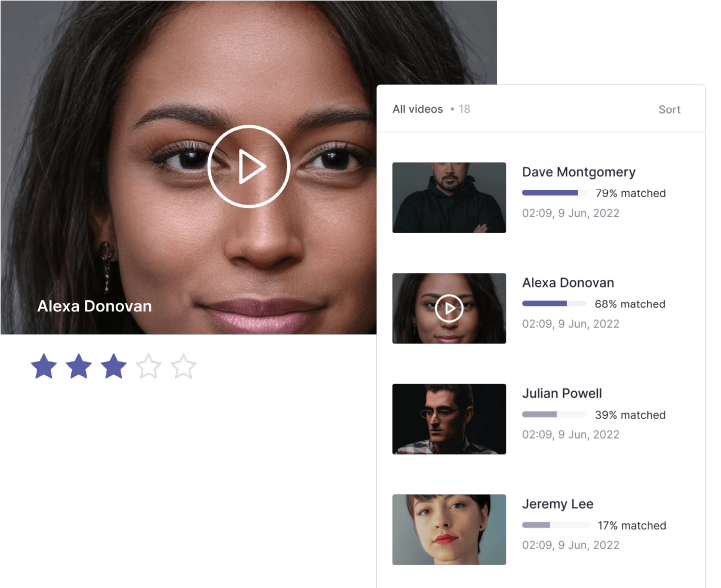 Alexa Donovan
All videos • 18
Sort
Dave Montgomery
79% matched
02:09, 9 Jun, 2022
Alexa Donovan
68% matched
02:09, 9 Jun, 2022
Julian Powell
39% matched
02:09, 9 Jun, 2022
Jeremy Lee
17% matched
02:09, 9 Jun, 2022